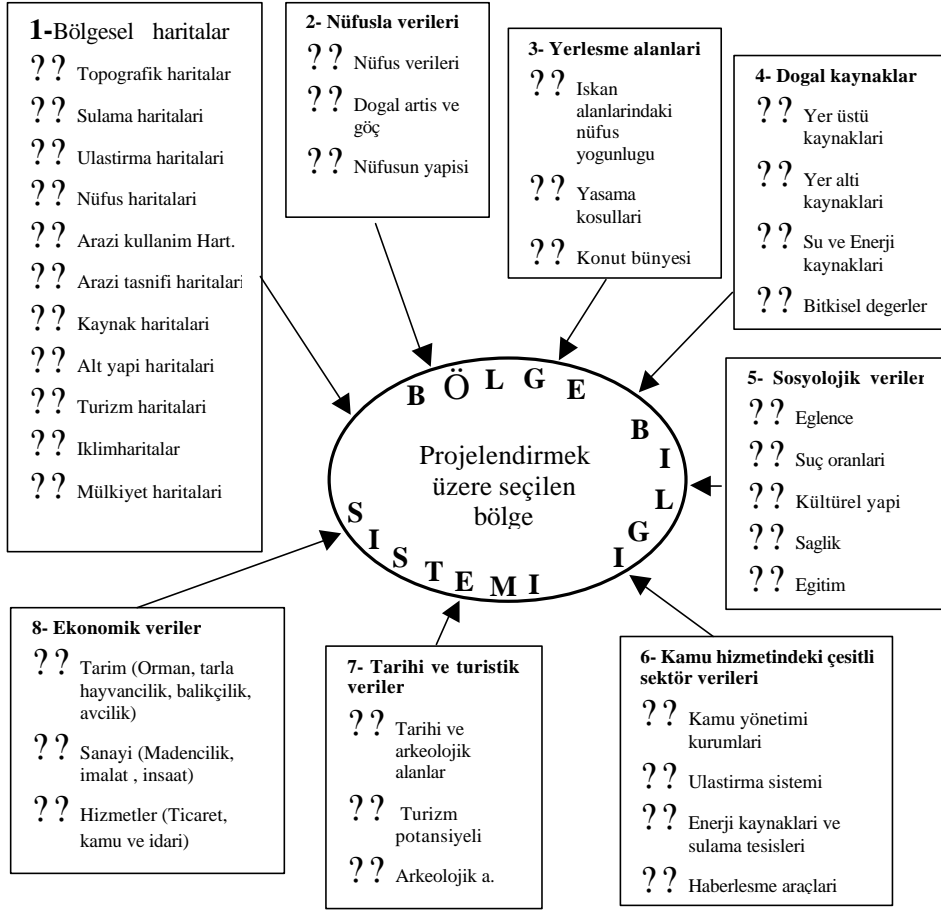 1-Bölgesel haritalar
?? Topografik haritalar
?? Sulama haritalari
?? Ulastirma haritalari
?? Nüfus haritalari
?? Arazi kullanim Hart.
?? Arazi tasnifi haritalari
?? Kaynak haritalari
?? Alt yapi haritalari
?? Turizm haritalari
?? Iklimharitalar
?? Mülkiyet haritalari
2- Nüfusla verileri
?? Nüfus verileri
?? Dogal artis ve
göç
?? Nüfusun yapisi
3- Yerlesme alanlari
?? Iskan
alanlarindaki
nüfus
yogunlugu
?? Yasama
kosullari
?? Konut bünyesi
4- Dogal kaynaklar
?? Yer üstü
kaynaklari
?? Yer alti
kaynaklari
?? Su ve Enerji
kaynaklari
?? Bitkisel degerler
5- Sosyolojik veriler
?? Eglence
?? Suç oranlari
?? Kültürel yapi
?? Saglik
?? Egitim
6- Kamu hizmetindeki çesitli
sektör verileri
?? Kamu yönetimi
kurumlari
?? Ulastirma sistemi
?? Enerji kaynaklari ve
sulama tesisleri
?? Haberlesme araçlari
7- Tarihi ve turistik
veriler
?? Tarihi ve
arkeolojik
alanlar
?? Turizm
potansiyeli
?? Arkeolojik a.
8- Ekonomik veriler
?? Tarim (Orman, tarla
hayvancilik, balikçilik,
avcilik)
?? Sanayi (Madencilik,
imalat , insaat)
?? Hizmetler (Ticaret,
kamu ve idari)
B Ö L G E B I L G I S I S T E M I
Projelendirmek
üzere seçilen
bölge